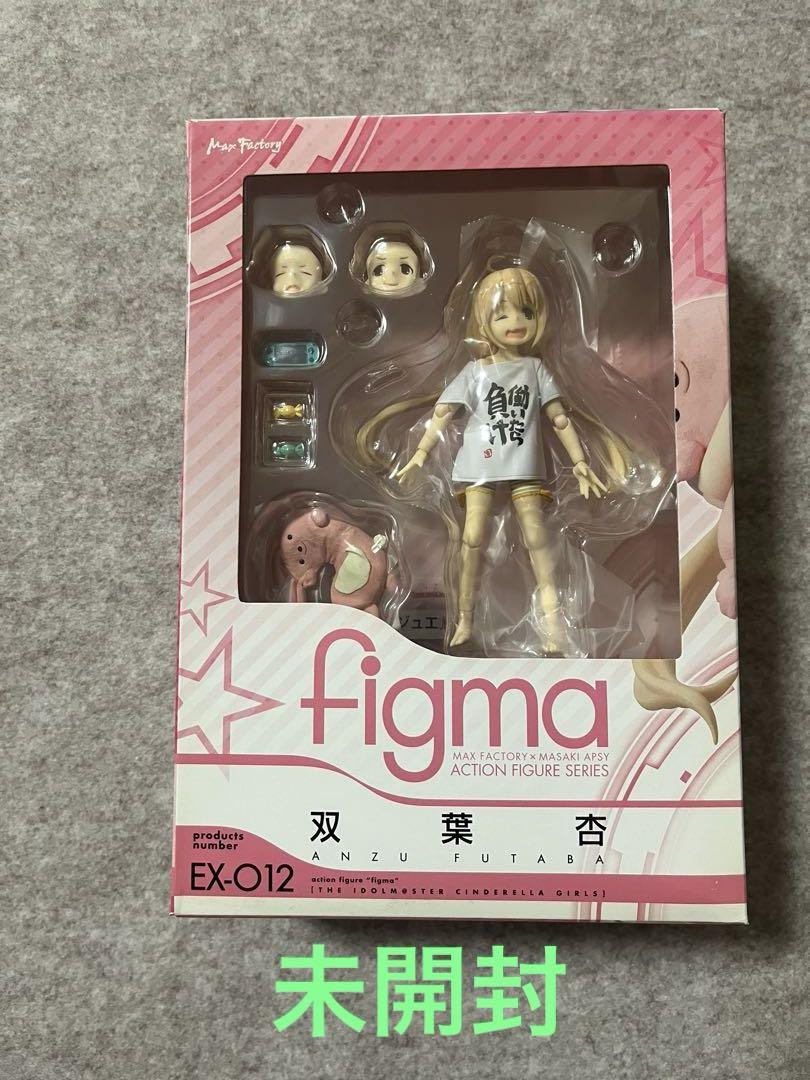 Max Factory
働いたら
負け
ジュエル
figma
MAX FACTORY×MASAKI APSY
ACTION FIGURE SERIES
双葉杏
ANZU FUTABA
products
number
EX-012
action figure "figma"
[THE IDOLM@STER CINDERELLA GIRLS]
未開封